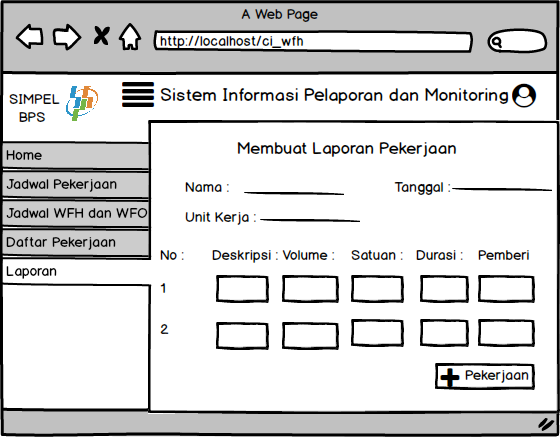 A Web Page
http://localhost/ci_wfh
SIMPEL
BPS
Sistem Informasi Pelaporan dan Monitoring
Home
Jadwal Pekerjaan
Jadwal WFH dan WFO
Daftar Pekerjaan
Laporan
Membuat Laporan Pekerjaan
Nama :
Tanggal :
Unit Kerja :
No : Deskripsi : Volume : Satuan : Durasi : Pemberi
1
2
Pekerjaan